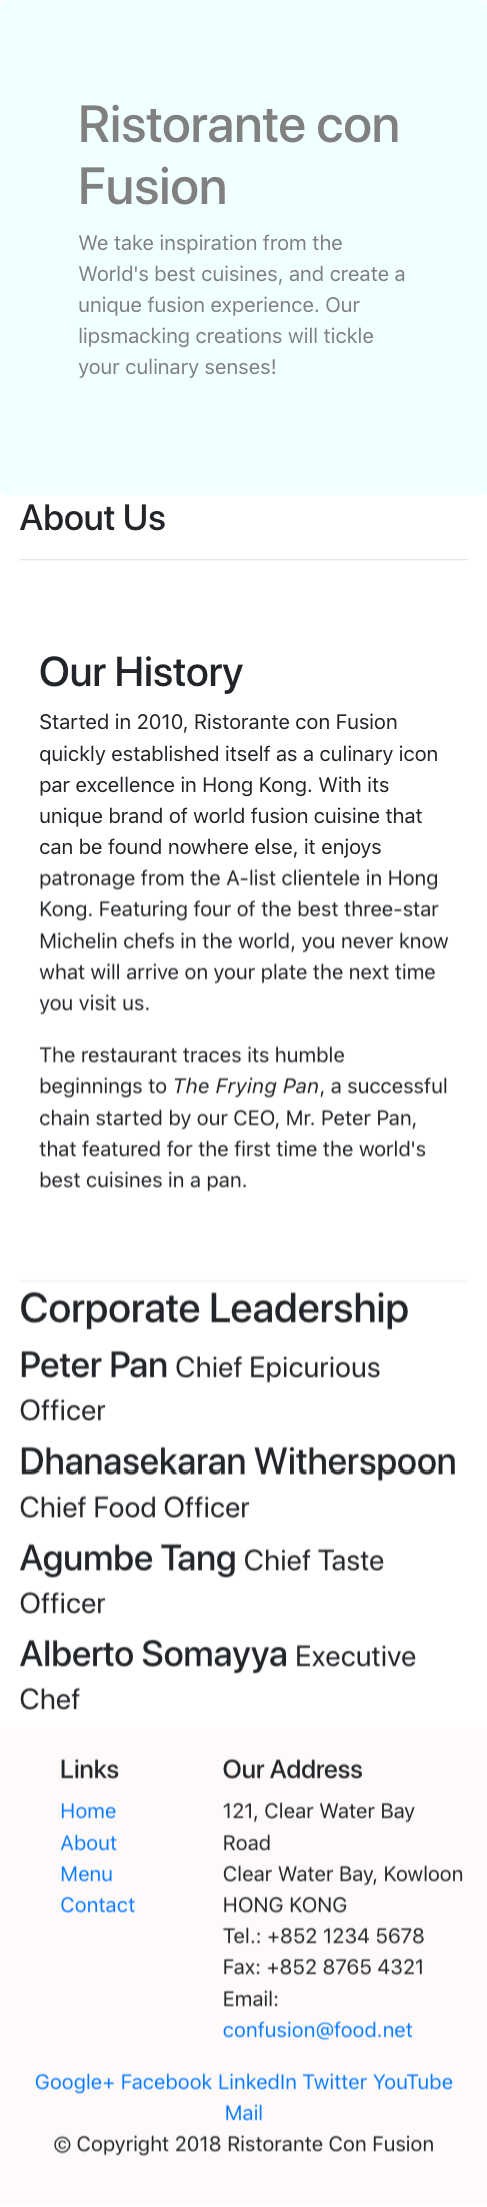 Ristorante con
Fusion
We take inspiration from the
World's best cuisines, and create a
unique fusion experience. Our
lipsmacking creations will tickle
your culinary senses!
About Us
Our History
Started in 2010, Ristorante con Fusion
quickly established itself as a culinary icon
par excellence in Hong Kong. With its
unique brand of world fusion cuisine that
can be found nowhere else, it enjoys
patronage from the A-list clientele in Hong
Kong. Featuring four of the best three-star
Michelin chefs in the world, you never know
what will arrive on your plate the next time
you visit us.
The restaurant traces its humble
beginnings to The Frying Pan, a successful
chain started by our CEO, Mr. Peter Pan,
that featured for the first time the world's
best cuisines in a pan.
Corporate Leadership
Peter Pan Chief Epicurious
Officer
Dhanasekaran Witherspoon
Chief Food Officer
Agumbe Tang Chief Taste
Officer
Alberto Somayya Executive
Chef
Links
Home
About
Menu
Contact
Our Address
121, Clear Water Bay
Road
Clear Water Bay, Kowloon
HONG KONG
Tel.: +852 1234 5678
Fax: +852 8765 4321
Email:
confusion@food.net
Google+ Facebook LinkedIn Twitter YouTube
Mail
© Copyright 2018 Ristorante Con Fusion